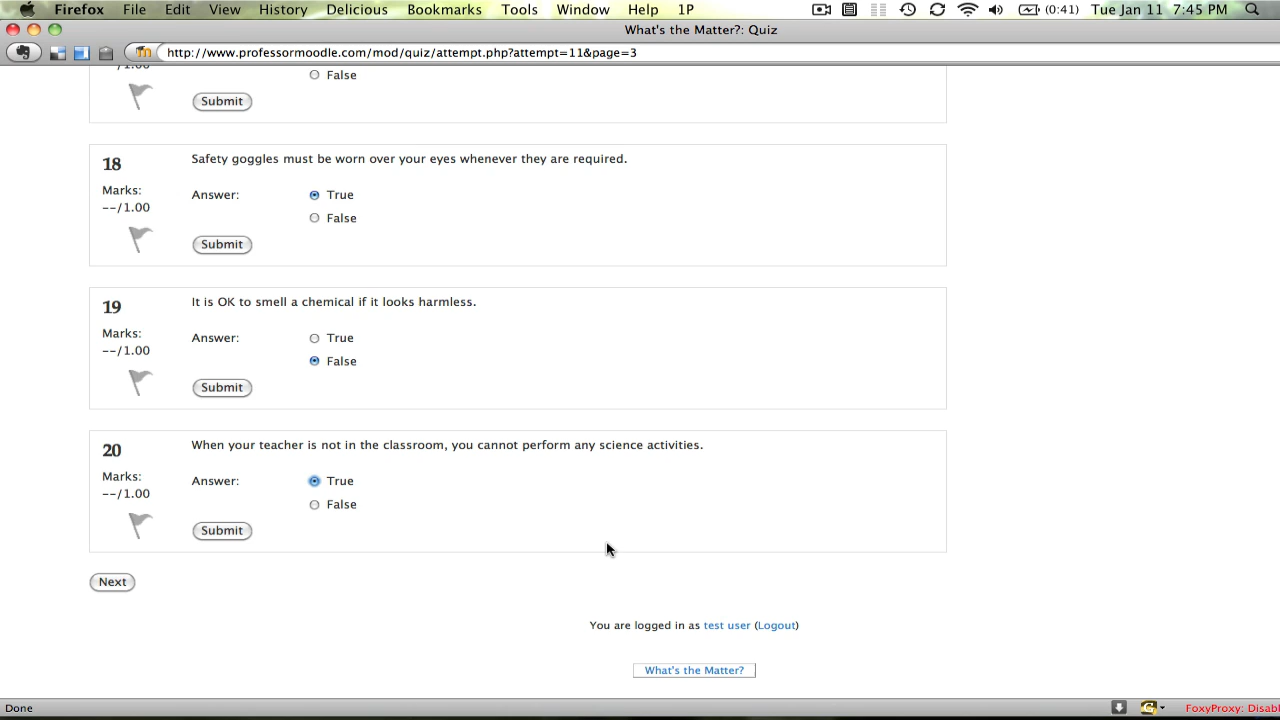 Firefox File Edit View History Delicious Bookmarks Tools Window Help 1P (0:41) Tue Jan 11 7:45 PM
What's the Matter?: Quiz
http://www.professormoodle.com/mod/quiz/attempt.php?attempt=11&page=3
--/1.00
False
Submit
18
Safety goggles must be worn over your eyes whenever they are required.
Marks:
--/1.00
Answer:
True
False
Submit
19
It is OK to smell a chemical if it looks harmless.
Marks:
--/1.00
Answer:
True
False
Submit
20
When your teacher is not in the classroom, you cannot perform any science activities.
Marks:
--/1.00
Answer:
True
False
Submit
Next
You are logged in as test user (Logout)
What's the Matter?
Done
FoxyProxy: Disabl